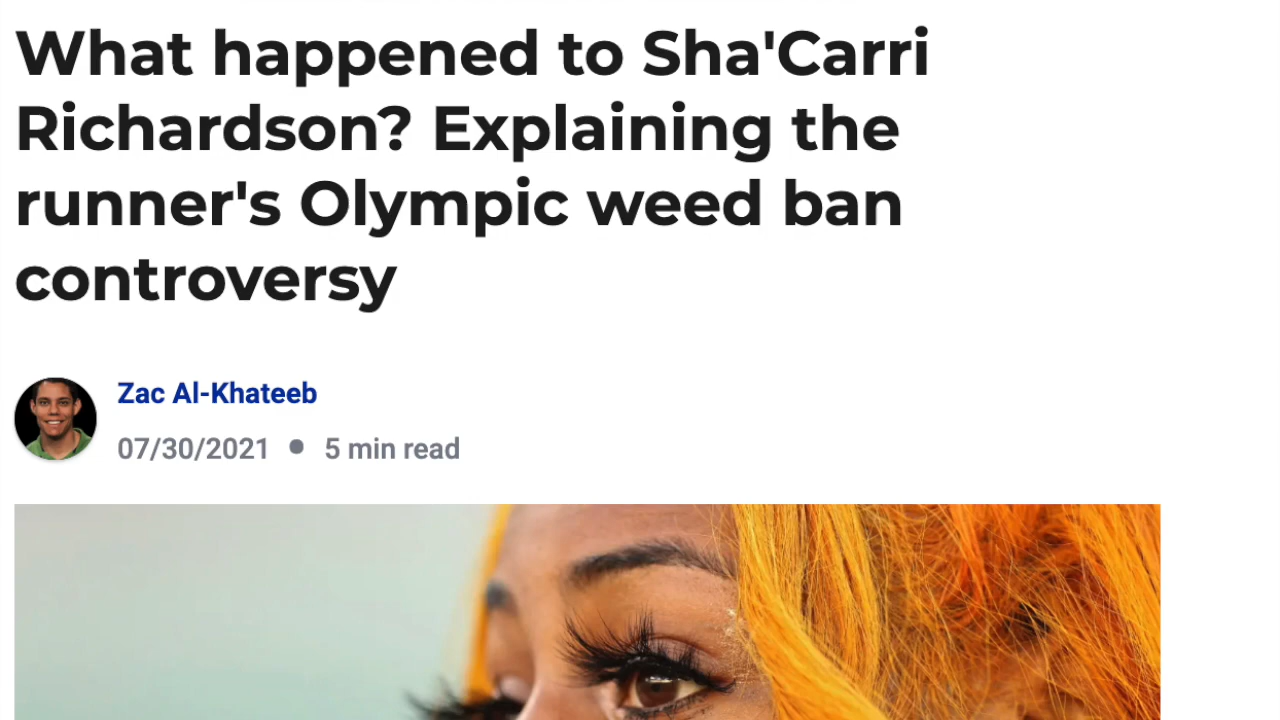 What happened to Sha'Carri
Richardson? Explaining the
runner's Olympic weed ban
controversy
Zac Al-Khateeb
07/30/2021 ● 5 min read